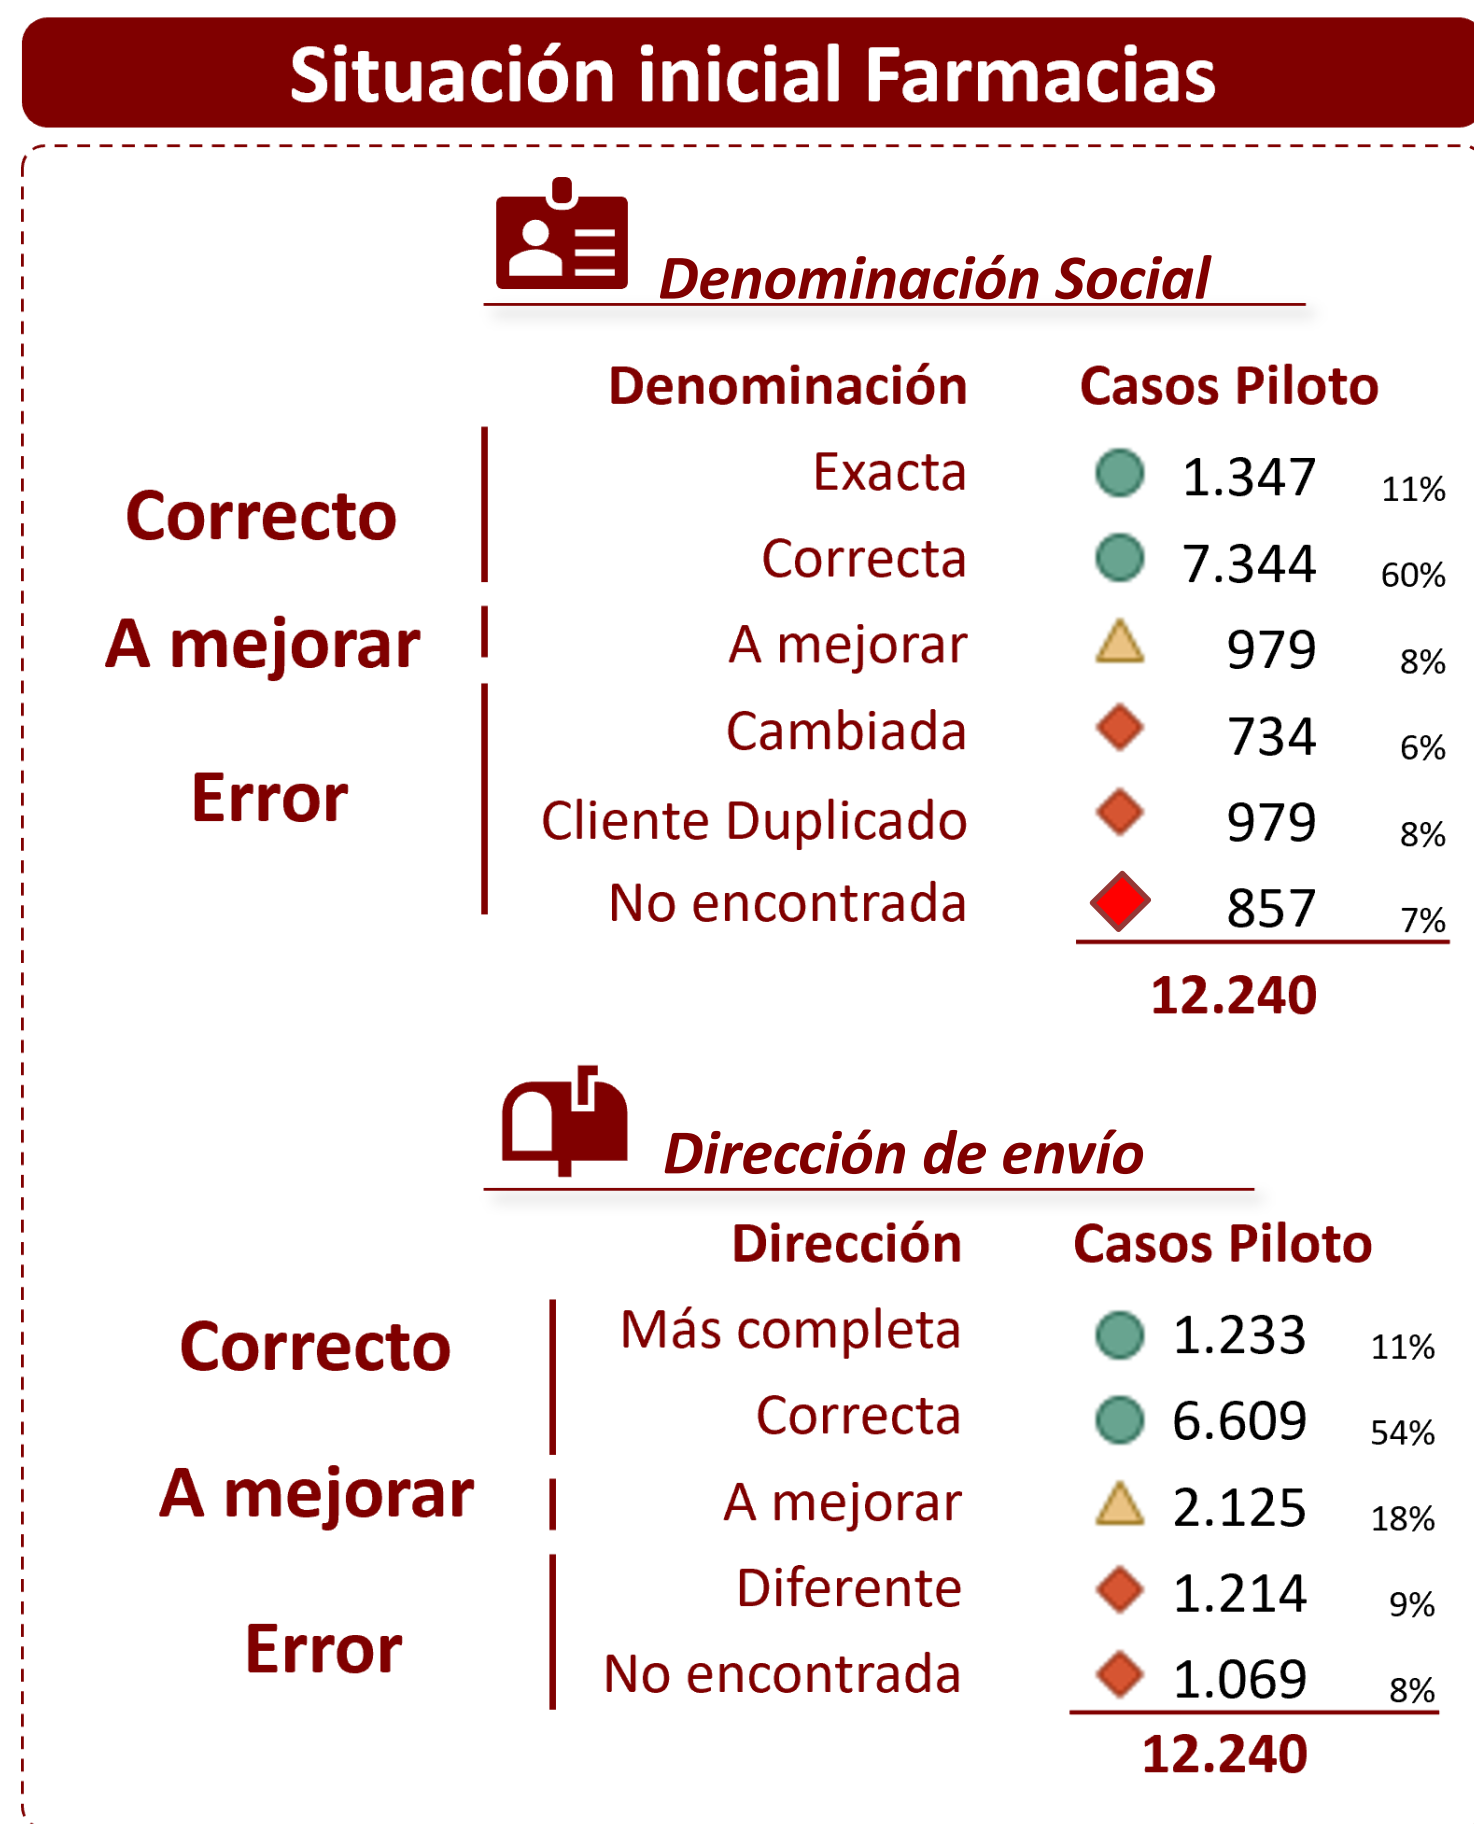 Situación inicial Farmacias
Denominación Social
Denominación Casos Piloto
Correcto
Exacta 1.347 11%
Correcta 7.344 60%
A mejorar
A mejorar 979 8%
Error
Cambiada 734 6%
Cliente Duplicado 979 8%
No encontrada 857 7%
12.240
Dirección de envío
Dirección Casos Piloto
Correcto
Más completa 1.233 11%
Correcta 6.609 54%
A mejorar
A mejorar 2.125 18%
Error
Diferente 1.214 9%
No encontrada 1.069 8%
12.240